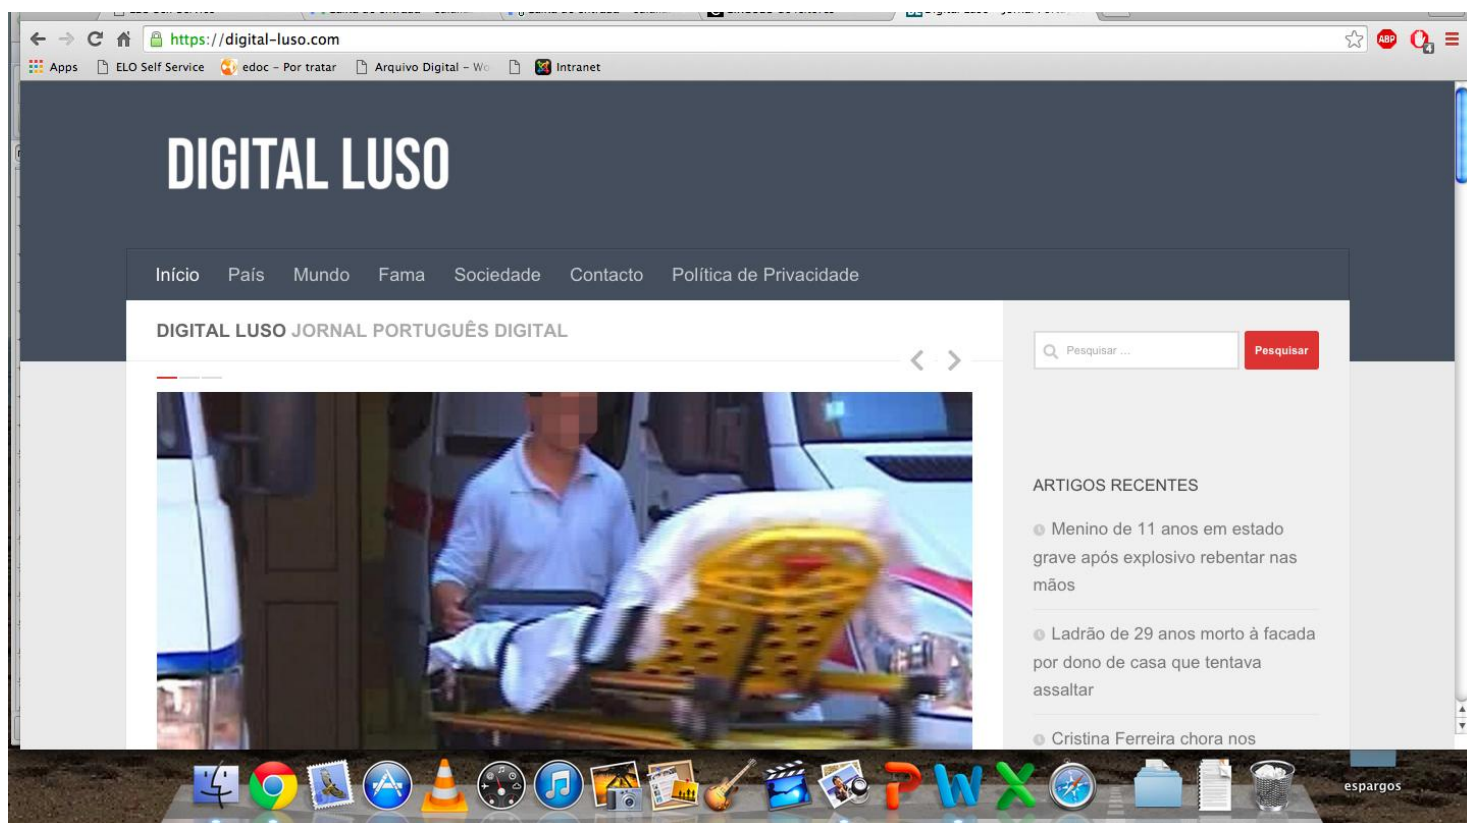 https://digital-luso.com
ABP
4
Apps
ELO Self Service
edoc – Por tratar
Arquivo Digital – Wo
Intranet
DIGITAL LUSO
Início
País
Mundo
Fama
Sociedade
Contacto
Política de Privacidade
DIGITAL LUSO JORNAL PORTUGUÊS DIGITAL
Pesquisar ...
Pesquisar
ARTIGOS RECENTES
Menino de 11 anos em estado
grave após explosivo rebentar nas
mãos
Ladrão de 29 anos morto à facada
por dono de casa que tentava
assaltar
Cristina Ferreira chora nos
espargos